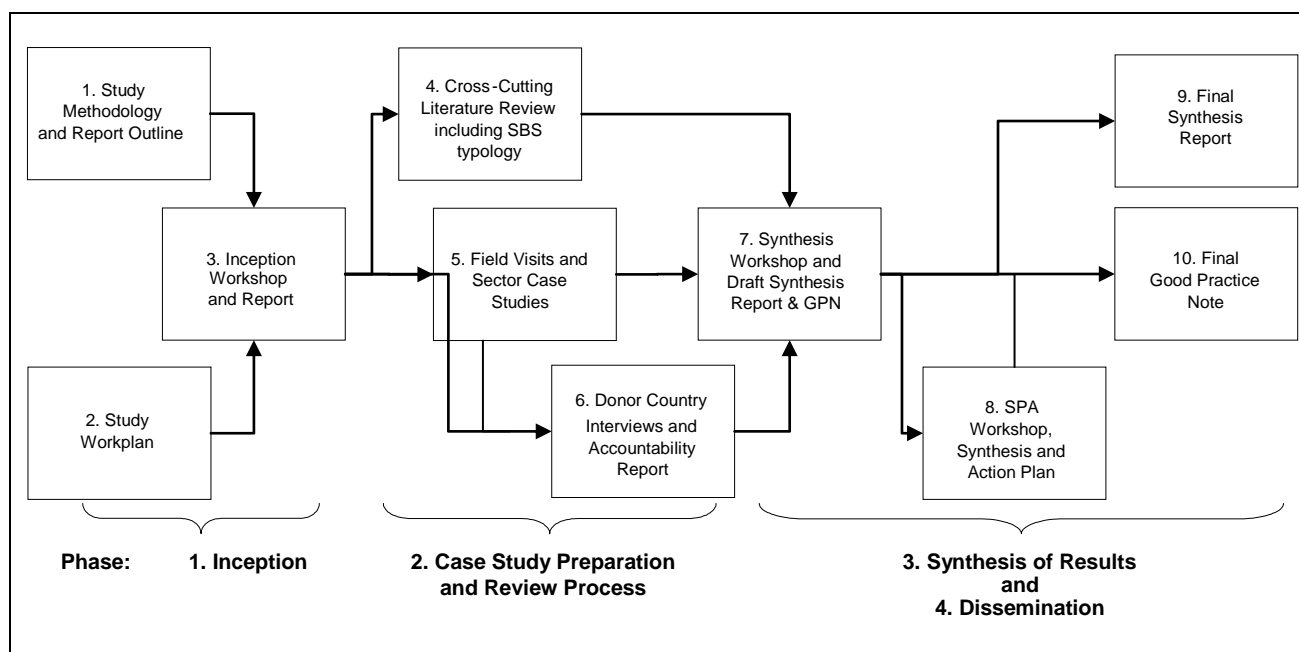 1. Study
Methodology
and Report Outline
2. Study
Workplan
3. Inception
Workshop
and Report
4. Cross-Cutting
Literature Review
including SBS
typology
5. Field Visits and
Sector Case
Studies
6. Donor Country
Interviews and
Accountability
Report
7. Synthesis
Workshop and
Draft Synthesis
Report & GPN
8. SPA
Workshop,
Synthesis and
Action Plan
9. Final
Synthesis
Report
10. Final
Good Practice
Note
Phase:
1. Inception
2. Case Study Preparation
and Review Process
3. Synthesis of Results
and
4. Dissemination